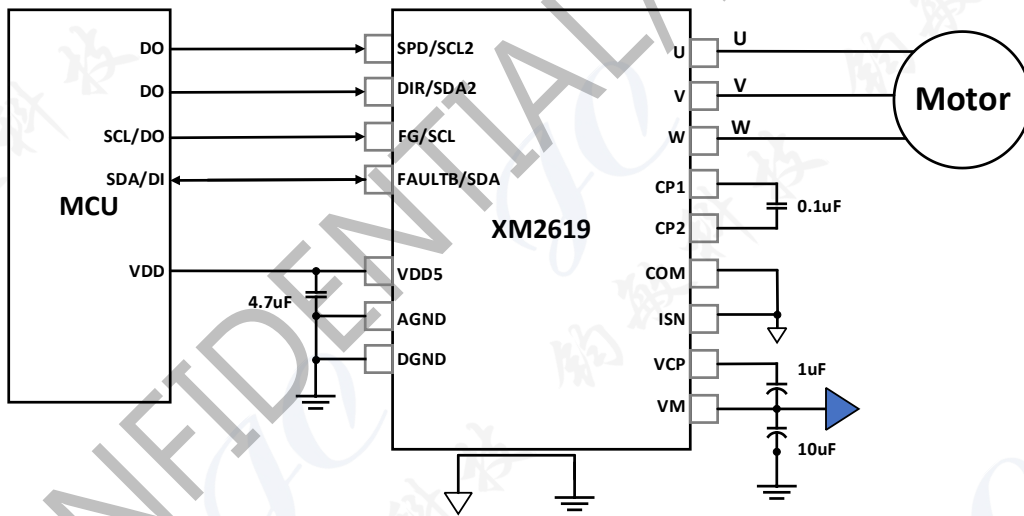 DO
DO
SCL/DO
SDA/DI
MCU
VDD
4.7uF
SPD/SCL2
DIR/SDA2
FG/SCL
FAULTB/SDA
VDD5
AGND
DGND
XM2619
U
V
W
CP1
CP2
COM
ISN
VCP
VM
U
V
W
Motor
0.1uF
1uF
10uF
NFIDENTIAL